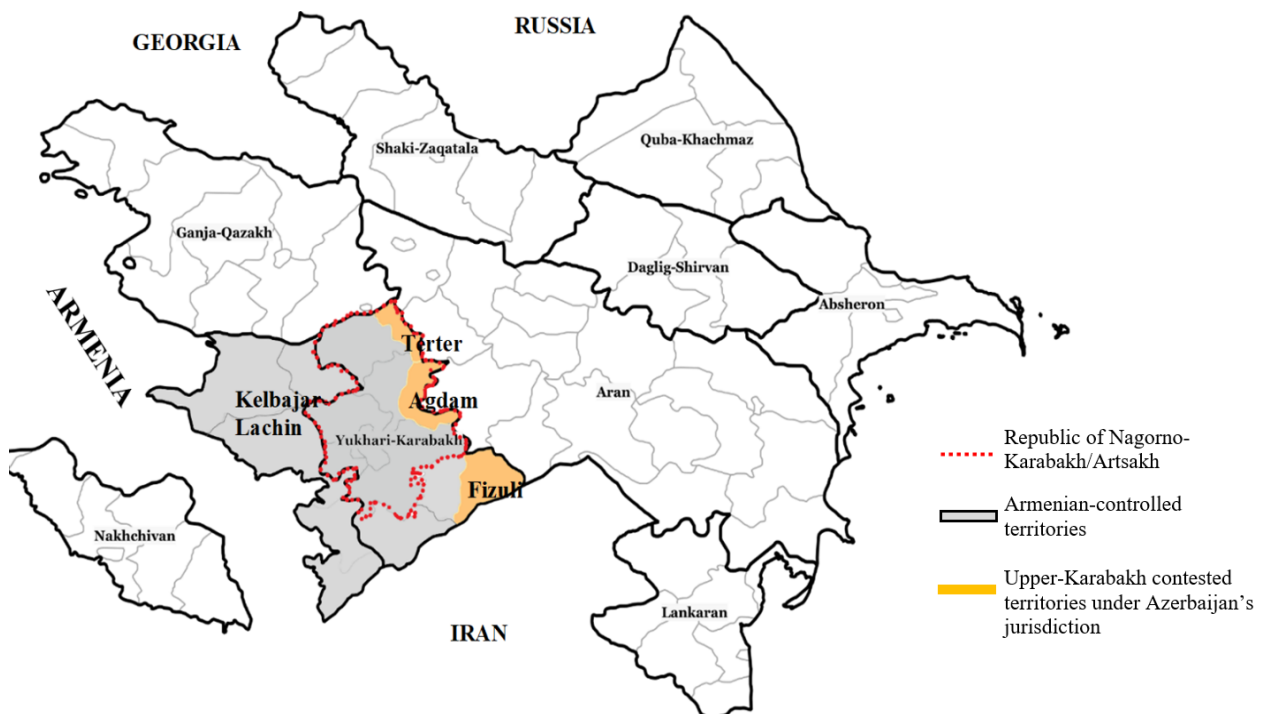 RUSSIA
GEORGIA
Quba-Khachmaz
Shaki-Zaqatala
Ganja-Qazakh
Daglig-Shirvan
Absheron
ARMENIA
Terter
Kelbajar
Lachin
Agdam
Aran
Yukhari-Karabakh
Fizuli
Nakhchivan
Lankaran
IRAN
Republic of Nagorno-
Karabakh/Artsakh
Armenian-controlled
territories
Upper-Karabakh contested
territories under Azerbaijan’s
jurisdiction